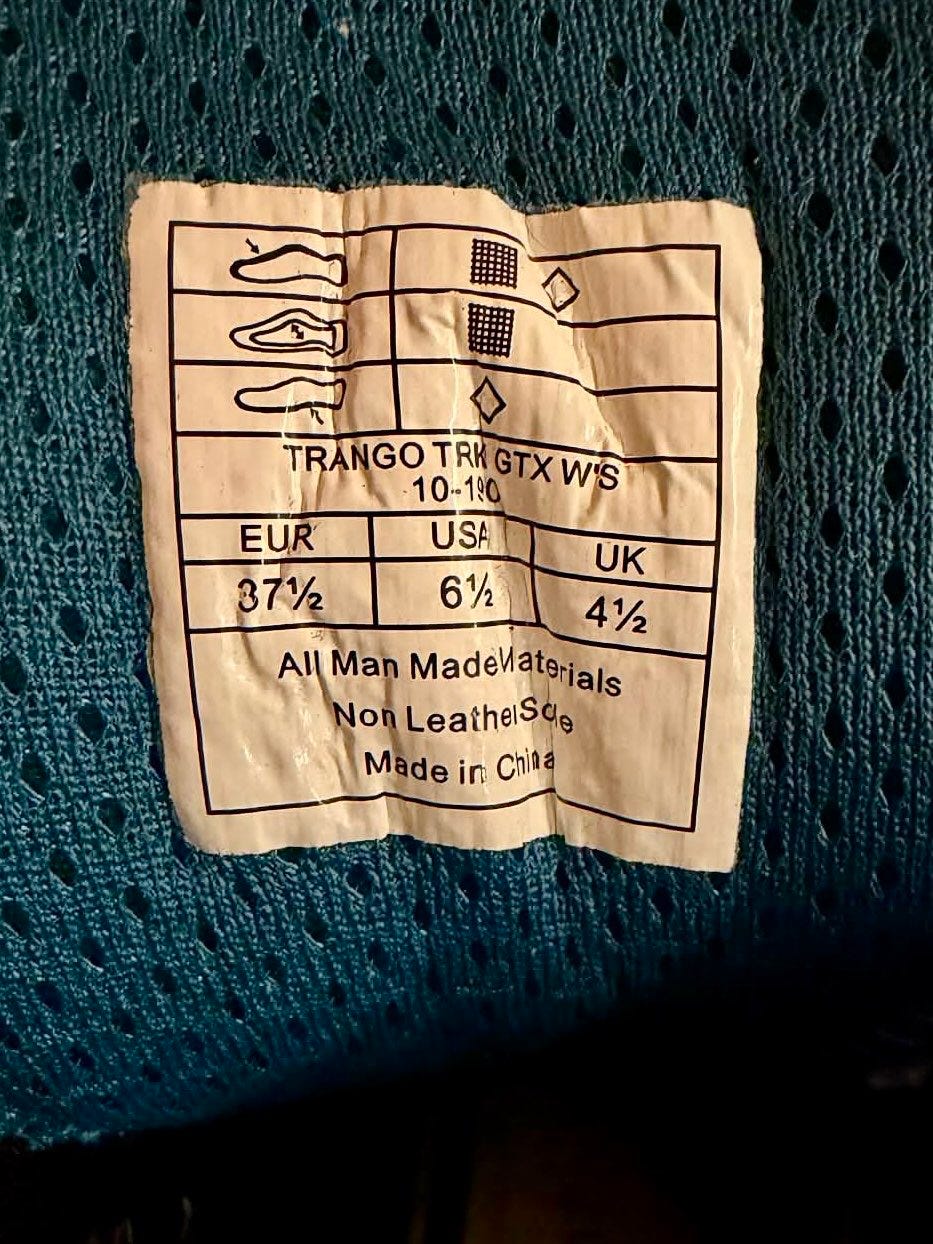 TRANGO TRK GTX W'S
10-190
EUR USA UK
37½ 6½ 4½
All Man Made Materials
Non Leather Sole
Made in China